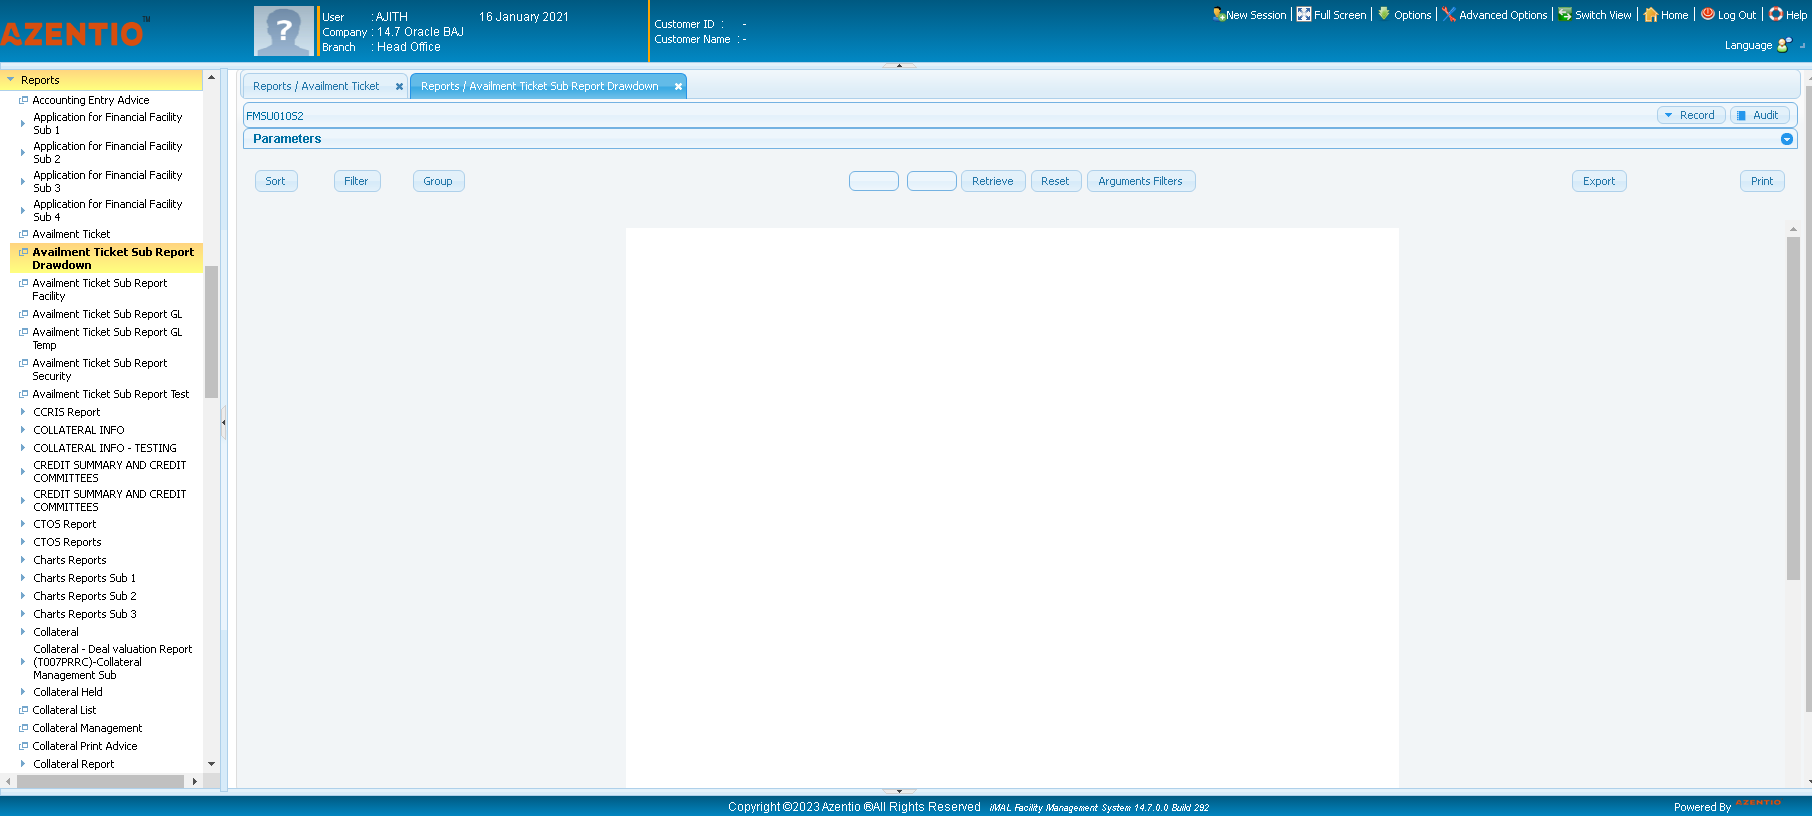 AZENTIO™
User : AJITH 16 January 2021
Company : 14.7 Oracle BAJ
Branch : Head Office
Customer ID : -
Customer Name : -
New Session
Full Screen
Options
Advanced Options
Switch View
Home
Log Out
Help
Language
Reports
Accounting Entry Advice
Application for Financial Facility
Sub 1
Application for Financial Facility
Sub 2
Application for Financial Facility
Sub 3
Application for Financial Facility
Sub 4
Availment Ticket
Availment Ticket Sub Report
Drawdown
Availment Ticket Sub Report
Facility
Availment Ticket Sub Report GL
Availment Ticket Sub Report GL
Temp
Availment Ticket Sub Report
Security
Availment Ticket Sub Report Test
CCRIS Report
COLLATERAL INFO
COLLATERAL INFO - TESTING
CREDIT SUMMARY AND CREDIT
COMMITTEES
CREDIT SUMMARY AND CREDIT
COMMITTEES
CTOS Report
CTOS Reports
Charts Reports
Charts Reports Sub 1
Charts Reports Sub 2
Charts Reports Sub 3
Collateral
Collateral - Deal valuation Report
(T007PRRC)-Collateral
Management Sub
Collateral Held
Collateral List
Collateral Management
Collateral Print Advice
Collateral Report
Reports / Availment Ticket
Reports / Availment Ticket Sub Report Drawdown
FMSU010S2
Record
Audit
Parameters
Sort
Filter
Group
Retrieve
Reset
Arguments Filters
Export
Print
Copyright ©2023 Azentio ®All Rights Reserved iMAL Facility Management System 14.7.0.0 Build 292
Powered By AZENTIO